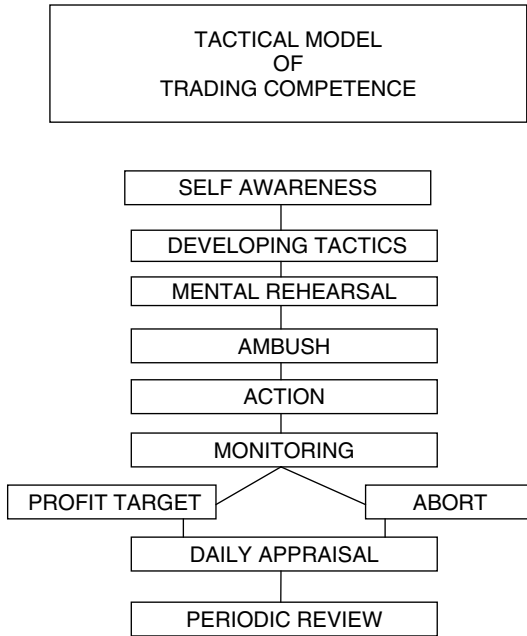 TACTICAL MODEL
OF
TRADING COMPETENCE
SELF AWARENESS
DEVELOPING TACTICS
MENTAL REHEARSAL
AMBUSH
ACTION
MONITORING
PROFIT TARGET
ABORT
DAILY APPRAISAL
PERIODIC REVIEW